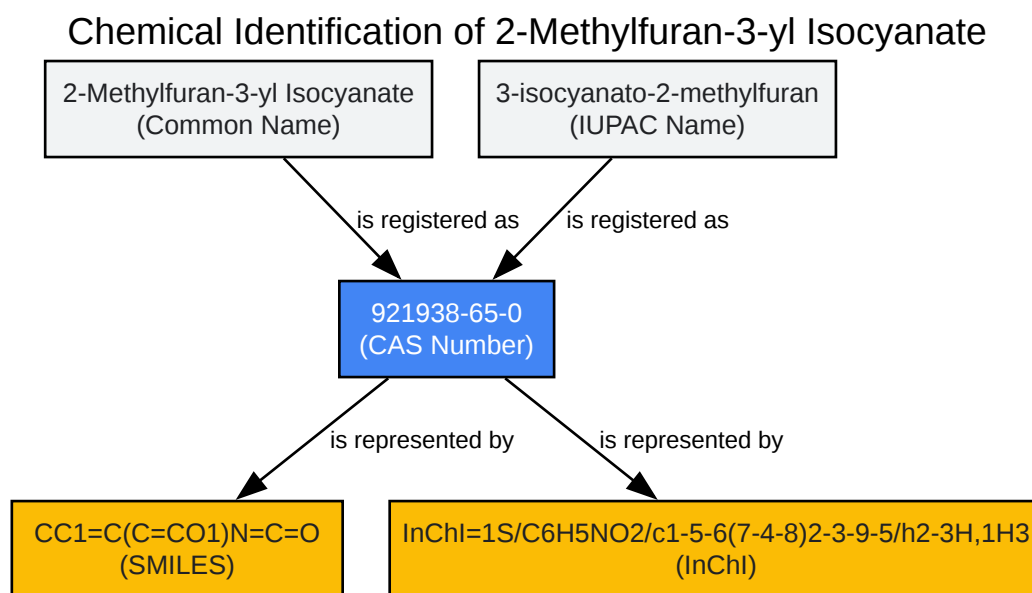 Chemical Identification of 2-Methylfuran-3-yl Isocyanate
2-Methylfuran-3-yl Isocyanate
(Common Name)
3-isocyanato-2-methylfuran
(IUPAC Name)
is registered as
is registered as
921938-65-0
(CAS Number)
is represented by
is represented by
CC1=C(C=CO1)N=C=O
(SMILES)
InChI=1S/C6H5NO2/c1-5-6(7-4-8)2-3-9-5/h2-3H,1H3
(InChI)